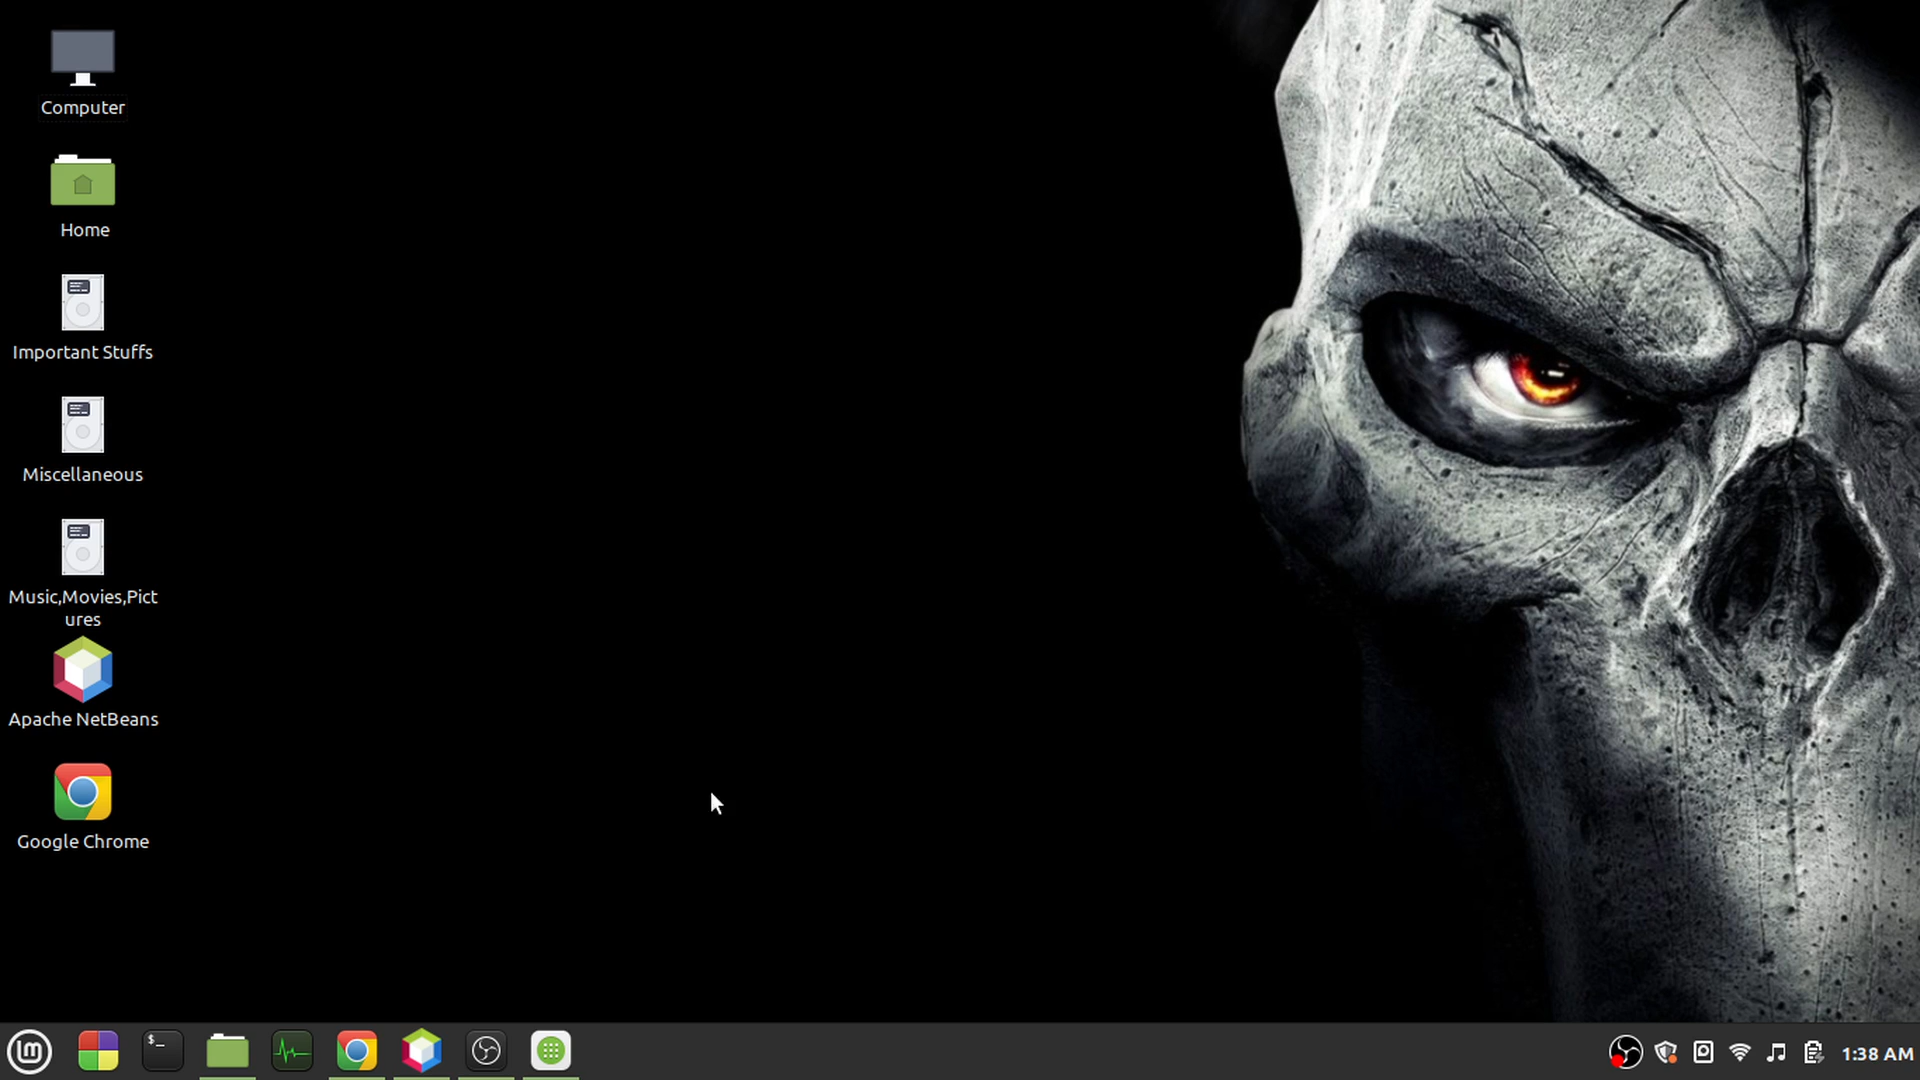 Computer
Home
Important Stuffs
Miscellaneous
Music,Movies,Pict
ures
Apache NetBeans
Google Chrome
$_
1:38 AM